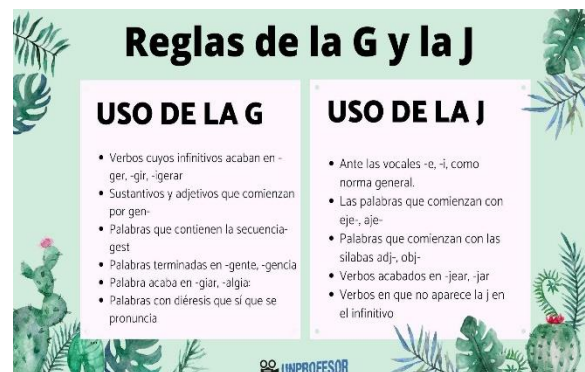 Reglas de la G y la J
USO DE LA G
• Verbos cuyos infinitivos acaban en -
ger, -gir, -igerar
• Sustantivos y adjetivos que comienzan
por gen-
• Palabras que contienen la secuencia-
gest
• Palabras terminadas en -gente, -gencia
• Palabra acaba en -giar, -algia:
• Palabras con diéresis que sí que se
pronuncia
USO DE LA J
• Ante las vocales -e, -i, como
norma general.
• Las palabras que comienzan con
eje-, aje-
• Palabras que comienzan con las
silabas adj-, obj-
• Verbos acabados en -jear, -jar
• Verbos en que no aparece la j en
el infinitivo
UNPROFESOR